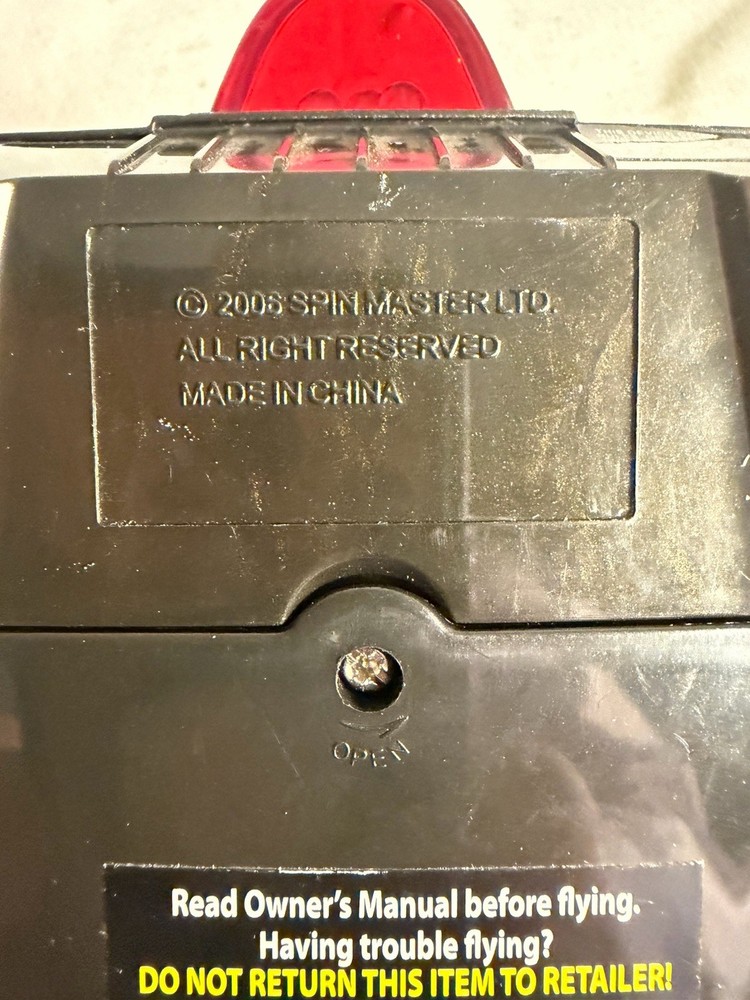 © 2006 SPIN MASTER LTD.
ALL RIGHT RESERVED
MADE IN CHINA
OPEN
Read Owner's Manual before flying.
Having trouble flying?
DO NOT RETURN THIS ITEM TO RETAILER!